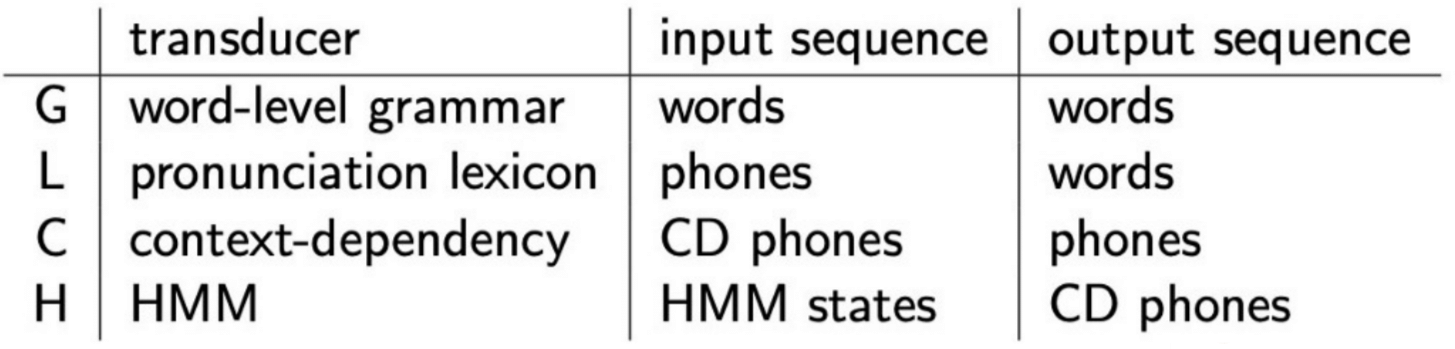 transducer input sequence output sequence
G word-level grammar words words
L pronunciation lexicon phones words
C context-dependency CD phones phones
H HMM HMM states CD phones